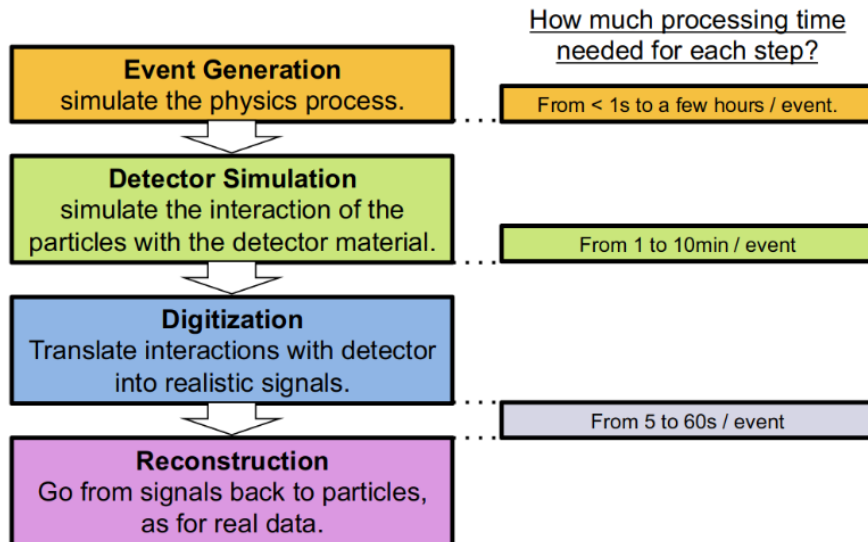 How much processing time
needed for each step?
Event Generation
simulate the physics process.
From < 1s to a few hours / event.
Detector Simulation
simulate the interaction of the
particles with the detector material.
From 1 to 10min / event
Digitization
Translate interactions with detector
into realistic signals.
From 5 to 60s / event
Reconstruction
Go from signals back to particles,
as for real data.